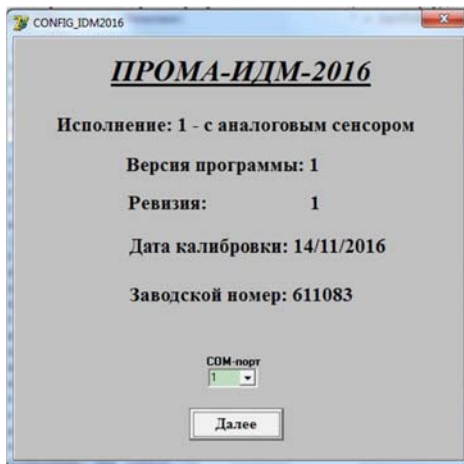 CONFIG_IDM2016
ПРОМА-ИДМ-2016
Исполнение: 1 - с аналоговым сенсором
Версия программы: 1
Ревизия: 1
Дата калибровки: 14/11/2016
Заводской номер: 611083
COM-порт
1
Далее